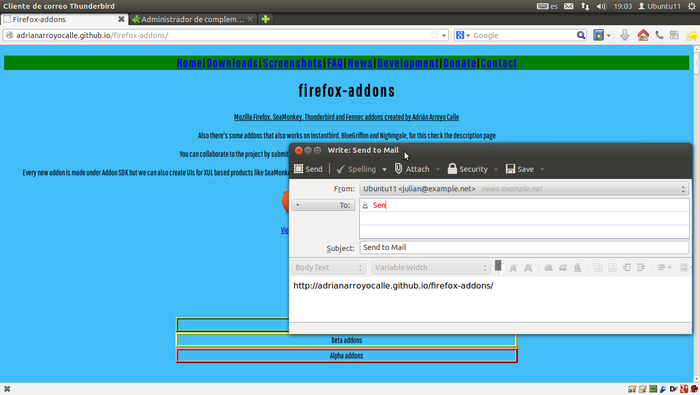 Cliente de correo Thunderbird
es
19:03
Ubuntu11
Firefox-addons
Administrador de complem...
adrianarroyocalle.github.io/firefox-addons/
Google
Home|Downloads|Screenshots|FAQ|News|Development|Donate|Contact
firefox-addons
Mozilla Firefox, SeaMonkey, Thunderbird and Fennec addons created by Adrián Arroyo Calle
Also there's some addons that also works on Instantbird, BlueGriffon and Nighingale, for this check the description page
You can collaborate to the project by submit
Every new addon is made under Addon SDK but we can also create UIs for XUL based products like SeaMonk
Vie
Write: Send to Mail
Send
Spelling
Attach
Security
Save
From:
Ubuntu11 <julian@example.net>
news.example.net
To:
Sen
Subject:
Send to Mail
Body Text
Variable Width
http://adrianarroyocalle.github.io/firefox-addons/
Beta addons
Alpha addons